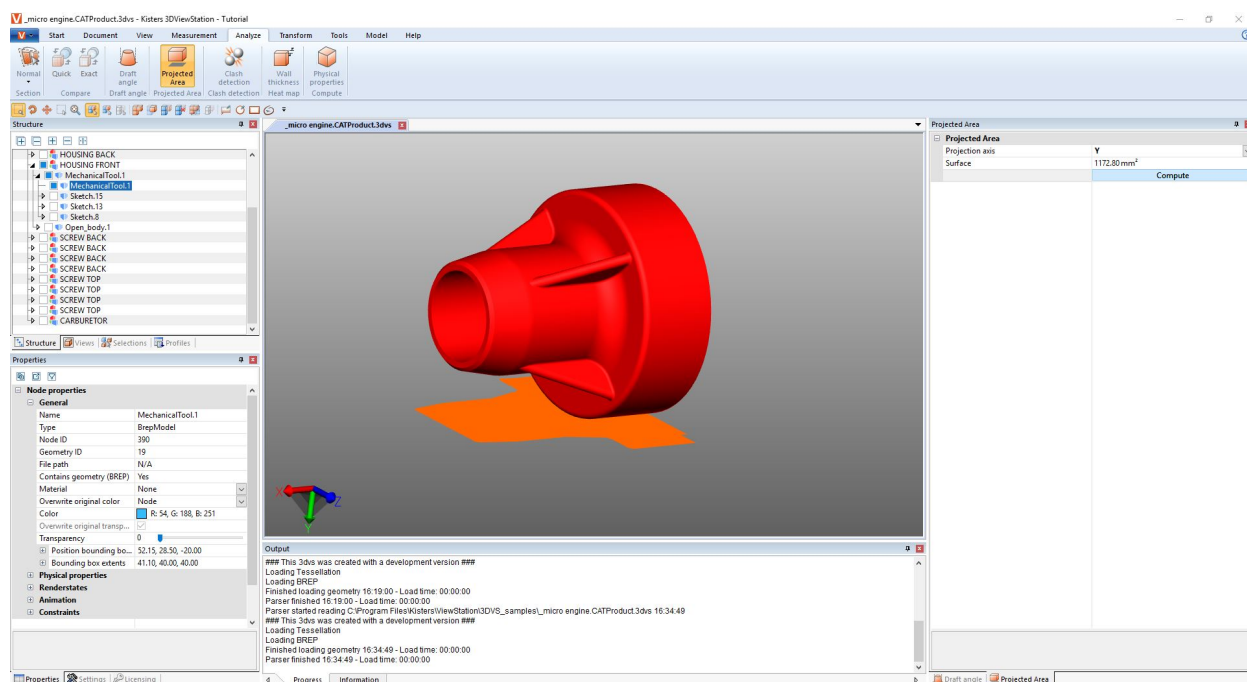 _micro engine.CATProduct.3dvs - Kisters 3DViewStation - Tutorial
Start Document View Measurement Analyze Transform Tools Model Help
Normal Quick Exact Draft angle Projected Area Clash detection Wall thickness Physical properties
Section Compare Draft angle Projected Area Clash detection Heat map Compute
Structure
HOUSING BACK
HOUSING FRONT
MechanicalTool.1
MechanicalTool.1
Sketch.15
Sketch.13
Sketch.8
Open_body.1
SCREW BACK
SCREW BACK
SCREW BACK
SCREW BACK
SCREW TOP
SCREW TOP
SCREW TOP
SCREW TOP
CARBURETOR
Structure Views Selections Profiles
Properties
Node properties
General
Name MechanicalTool.1
Type BrepModel
Node ID 390
Geometry ID 19
File path N/A
Contains geometry (BREP) Yes
Material None
Overwrite original color Node
Color R: 54, G: 188, B: 251
Overwrite original transp...
Transparency 0
Position bounding bo... 52.15, 28.50, -20.00
Bounding box extents 41.10, 40.00, 40.00
Physical properties
Renderstates
Animation
Constraints
Properties Settings Licensing
_micro engine.CATProduct.3dvs
X
Z
Y
Output
### This 3dvs was created with a development version ###
Loading Tessellation
Loading BREP
Finished loading geometry 16:19:00 - Load time: 00:00:00
Parser finished 16:19:00 - Load time: 00:00:00
Parser started reading C:\Program Files\Kisters\ViewStation\3DVS_samples\_micro engine.CATProduct.3dvs 16:34:49
### This 3dvs was created with a development version ###
Loading Tessellation
Loading BREP
Finished loading geometry 16:34:49 - Load time: 00:00:00
Parser finished 16:34:49 - Load time: 00:00:00
Progress Information
Projected Area
Projected Area
Projection axis Y
Surface 1172.80 mm²
Compute
Draft angle Projected Area